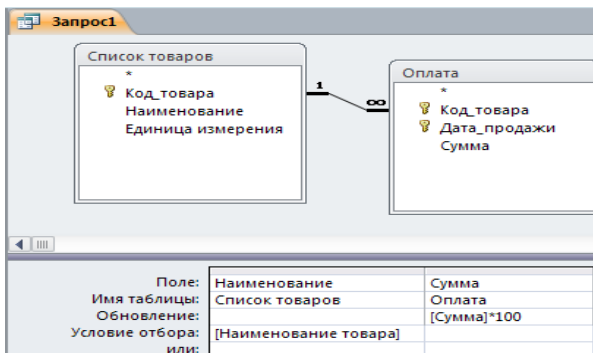 Запрос1
Список товаров
*
Код_товара
Наименование
Единица измерения
1
∞
Оплата
*
Код_товара
Дата_продажи
Сумма
Поле: Наименование Сумма
Имя таблицы: Список товаров Оплата
Обновление: [Сумма]*100
Условие отбора: [Наименование товара]
или: